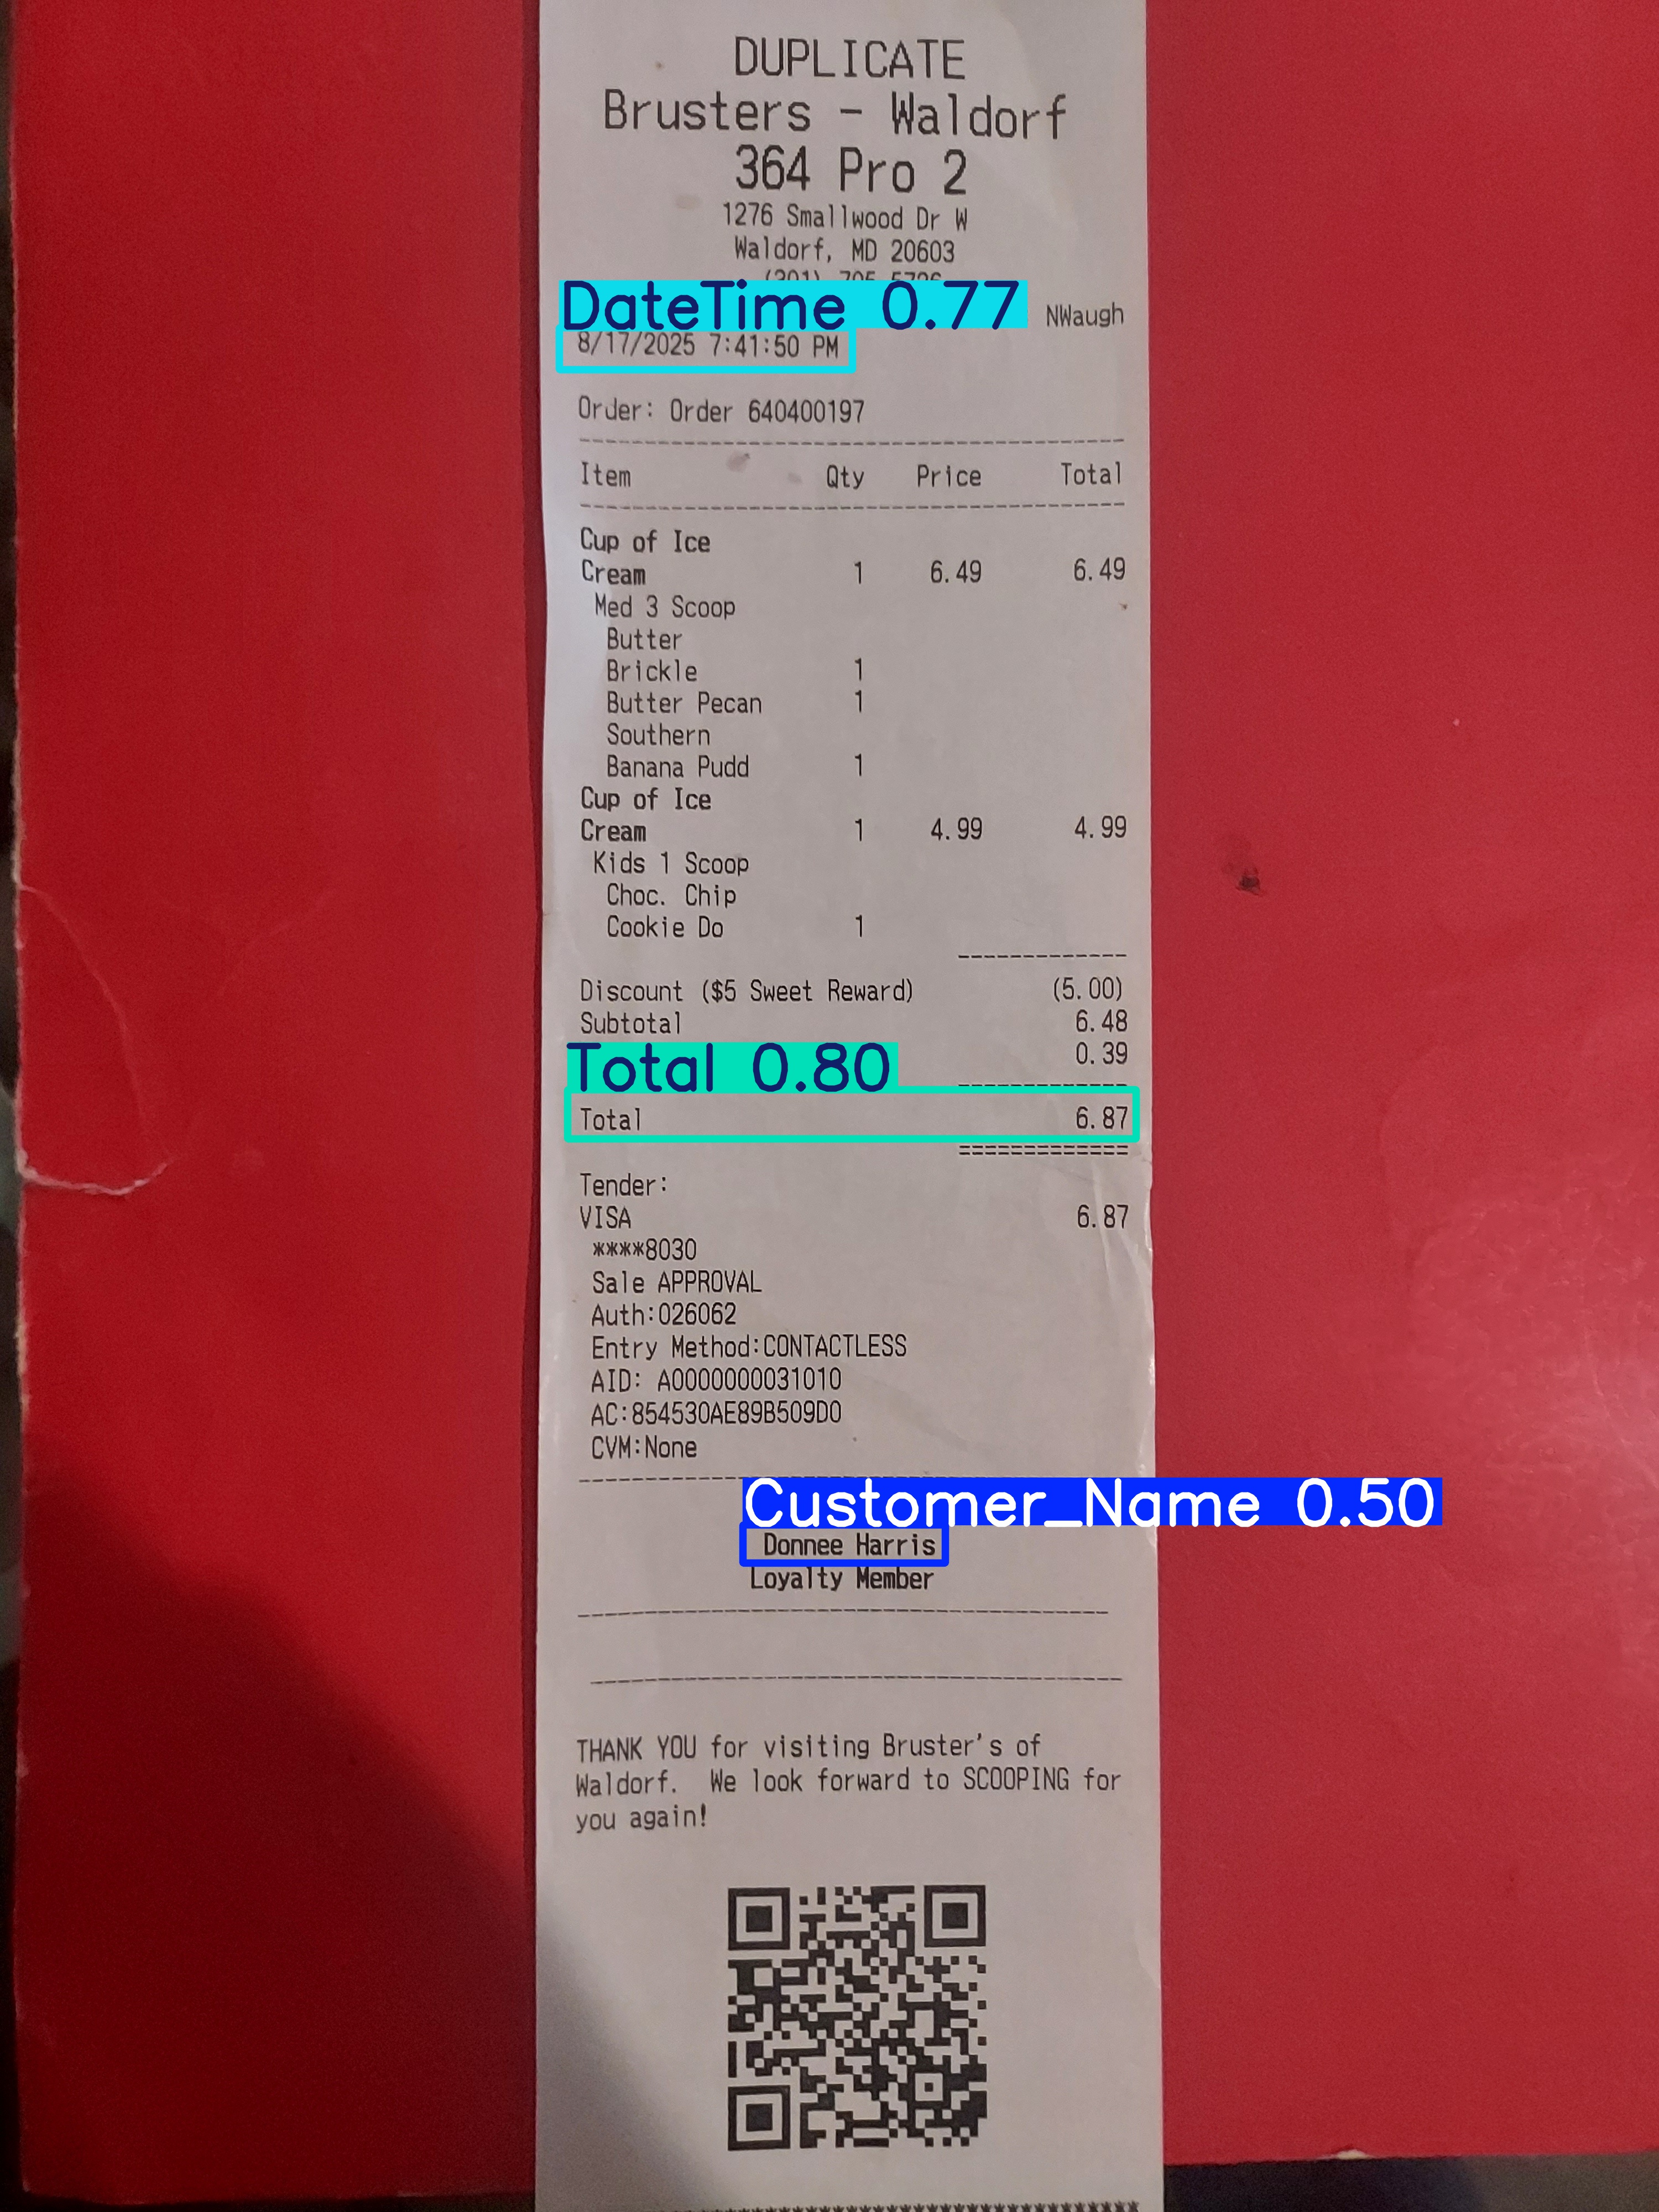 DUPLICATE
Brusters - Waldorf
364 Pro 2
1276 Smallwood Dr W
Waldorf, MD 20603
(301) 705-5726
DateTime 0.77
NWaugh
8/17/2025 7:41:50 PM
Order: Order 640400197
Item Qty Price Total
Cup of Ice
Cream 1 6.49 6.49
Med 3 Scoop
Butter
Brickle 1
Butter Pecan 1
Southern
Banana Pudd 1
Cup of Ice
Cream 1 4.99 4.99
Kids 1 Scoop
Choc. Chip
Cookie Do 1
Discount ($5 Sweet Reward) (5.00)
Subtotal 6.48
Total 0.80
0.39
Total 6.87
Tender:
VISA 6.87
****8030
Sale APPROVAL
Auth:026062
Entry Method:CONTACTLESS
AID: A0000000031010
AC:854530AE89B509D0
CVM:None
Customer_Name 0.50
Donnee Harris
Loyalty Member
THANK YOU for visiting Bruster's of
Waldorf. We look forward to SCOOPING for
you again!